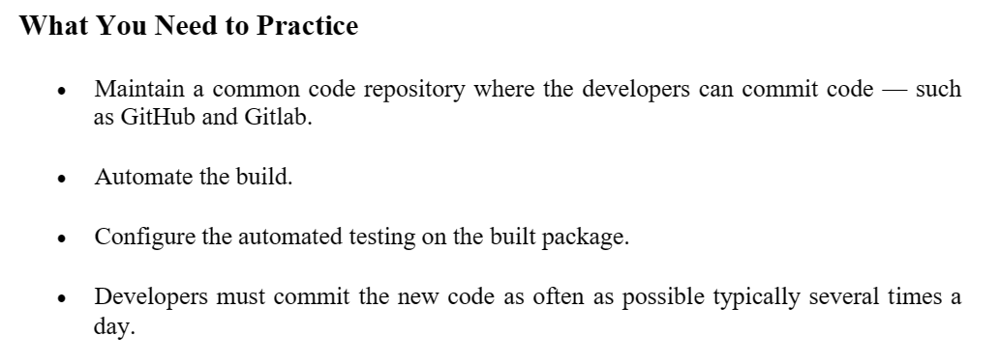 What You Need to Practice
• Maintain a common code repository where the developers can commit code — such
as GitHub and Gitlab.
• Automate the build.
• Configure the automated testing on the built package.
• Developers must commit the new code as often as possible typically several times a
day.